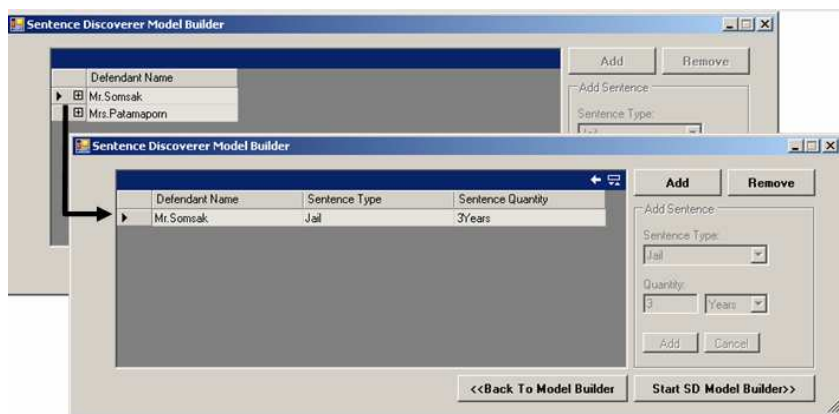 Sentence Discoverer Model Builder
Add
Remove
Defendant Name
Mr.Somsak
Mrs.Patamaporn
Add Sentence
Sentence Type:
Jail
Sentence Discoverer Model Builder
Defendant Name
Sentence Type
Sentence Quantity
Mr.Somsak
Jail
3Years
Add
Remove
Add Sentence
Sentence Type:
Jail
Quantity:
3
Years
Add
Cancel
<<Back To Model Builder
Start SD Model Builder>>